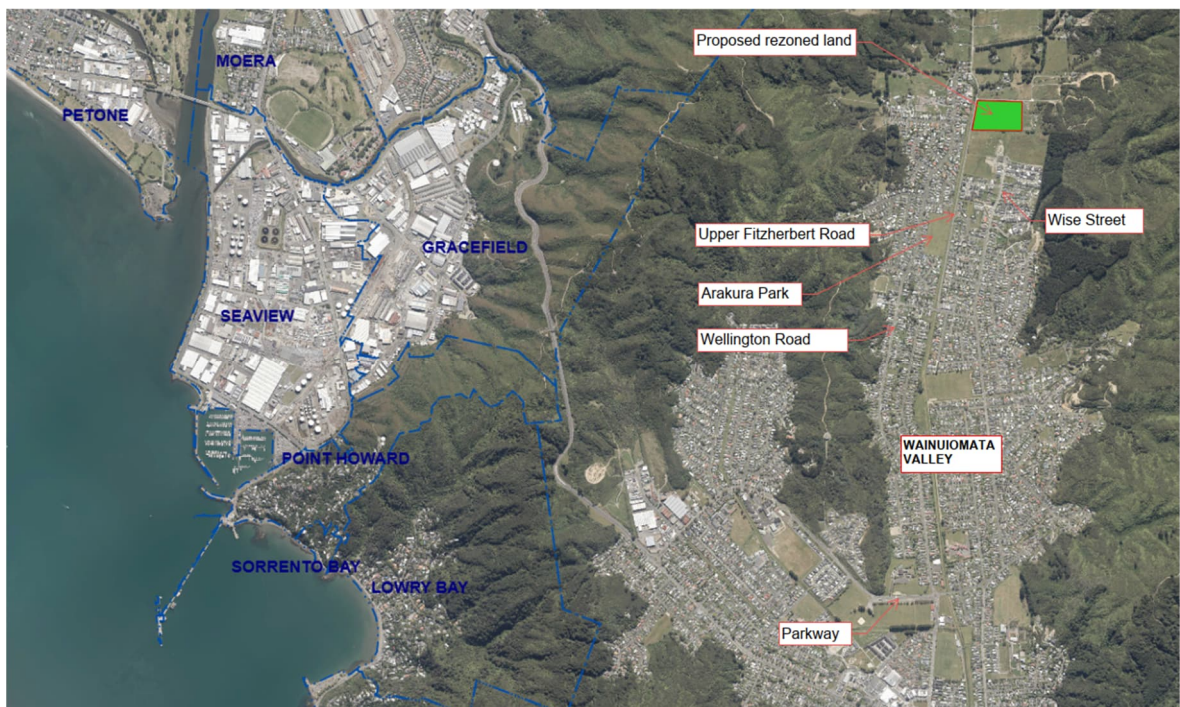 Proposed rezoned land
MOERA
PETONE
Wise Street
Upper Fitzherbert Road
GRACEFIELD
Arakura Park
SEAVIEW
Wellington Road
WAINUIOMATA
VALLEY
POINT HOWARD
SORRENTO BAY
LOWRY BAY
Parkway